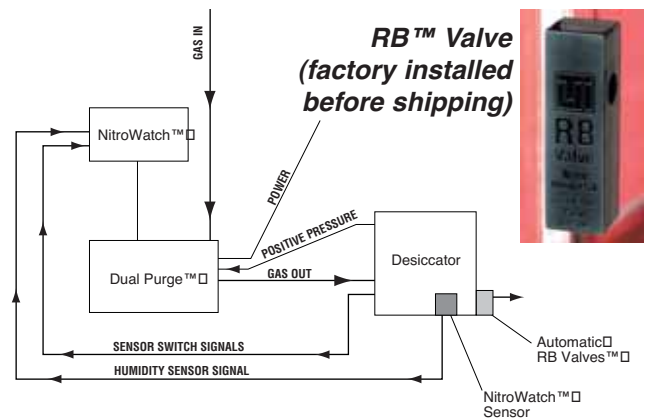 GAS IN
RB™ Valve
(factory installed
before shipping)
RB
Valve
NitroWatch™□
POWER
POSITIVE PRESSURE
Dual Purge™□
GAS OUT
Desiccator
SENSOR SWITCH SIGNALS
HUMIDITY SENSOR SIGNAL
Automatic□
RB Valves™□
NitroWatch™□
Sensor